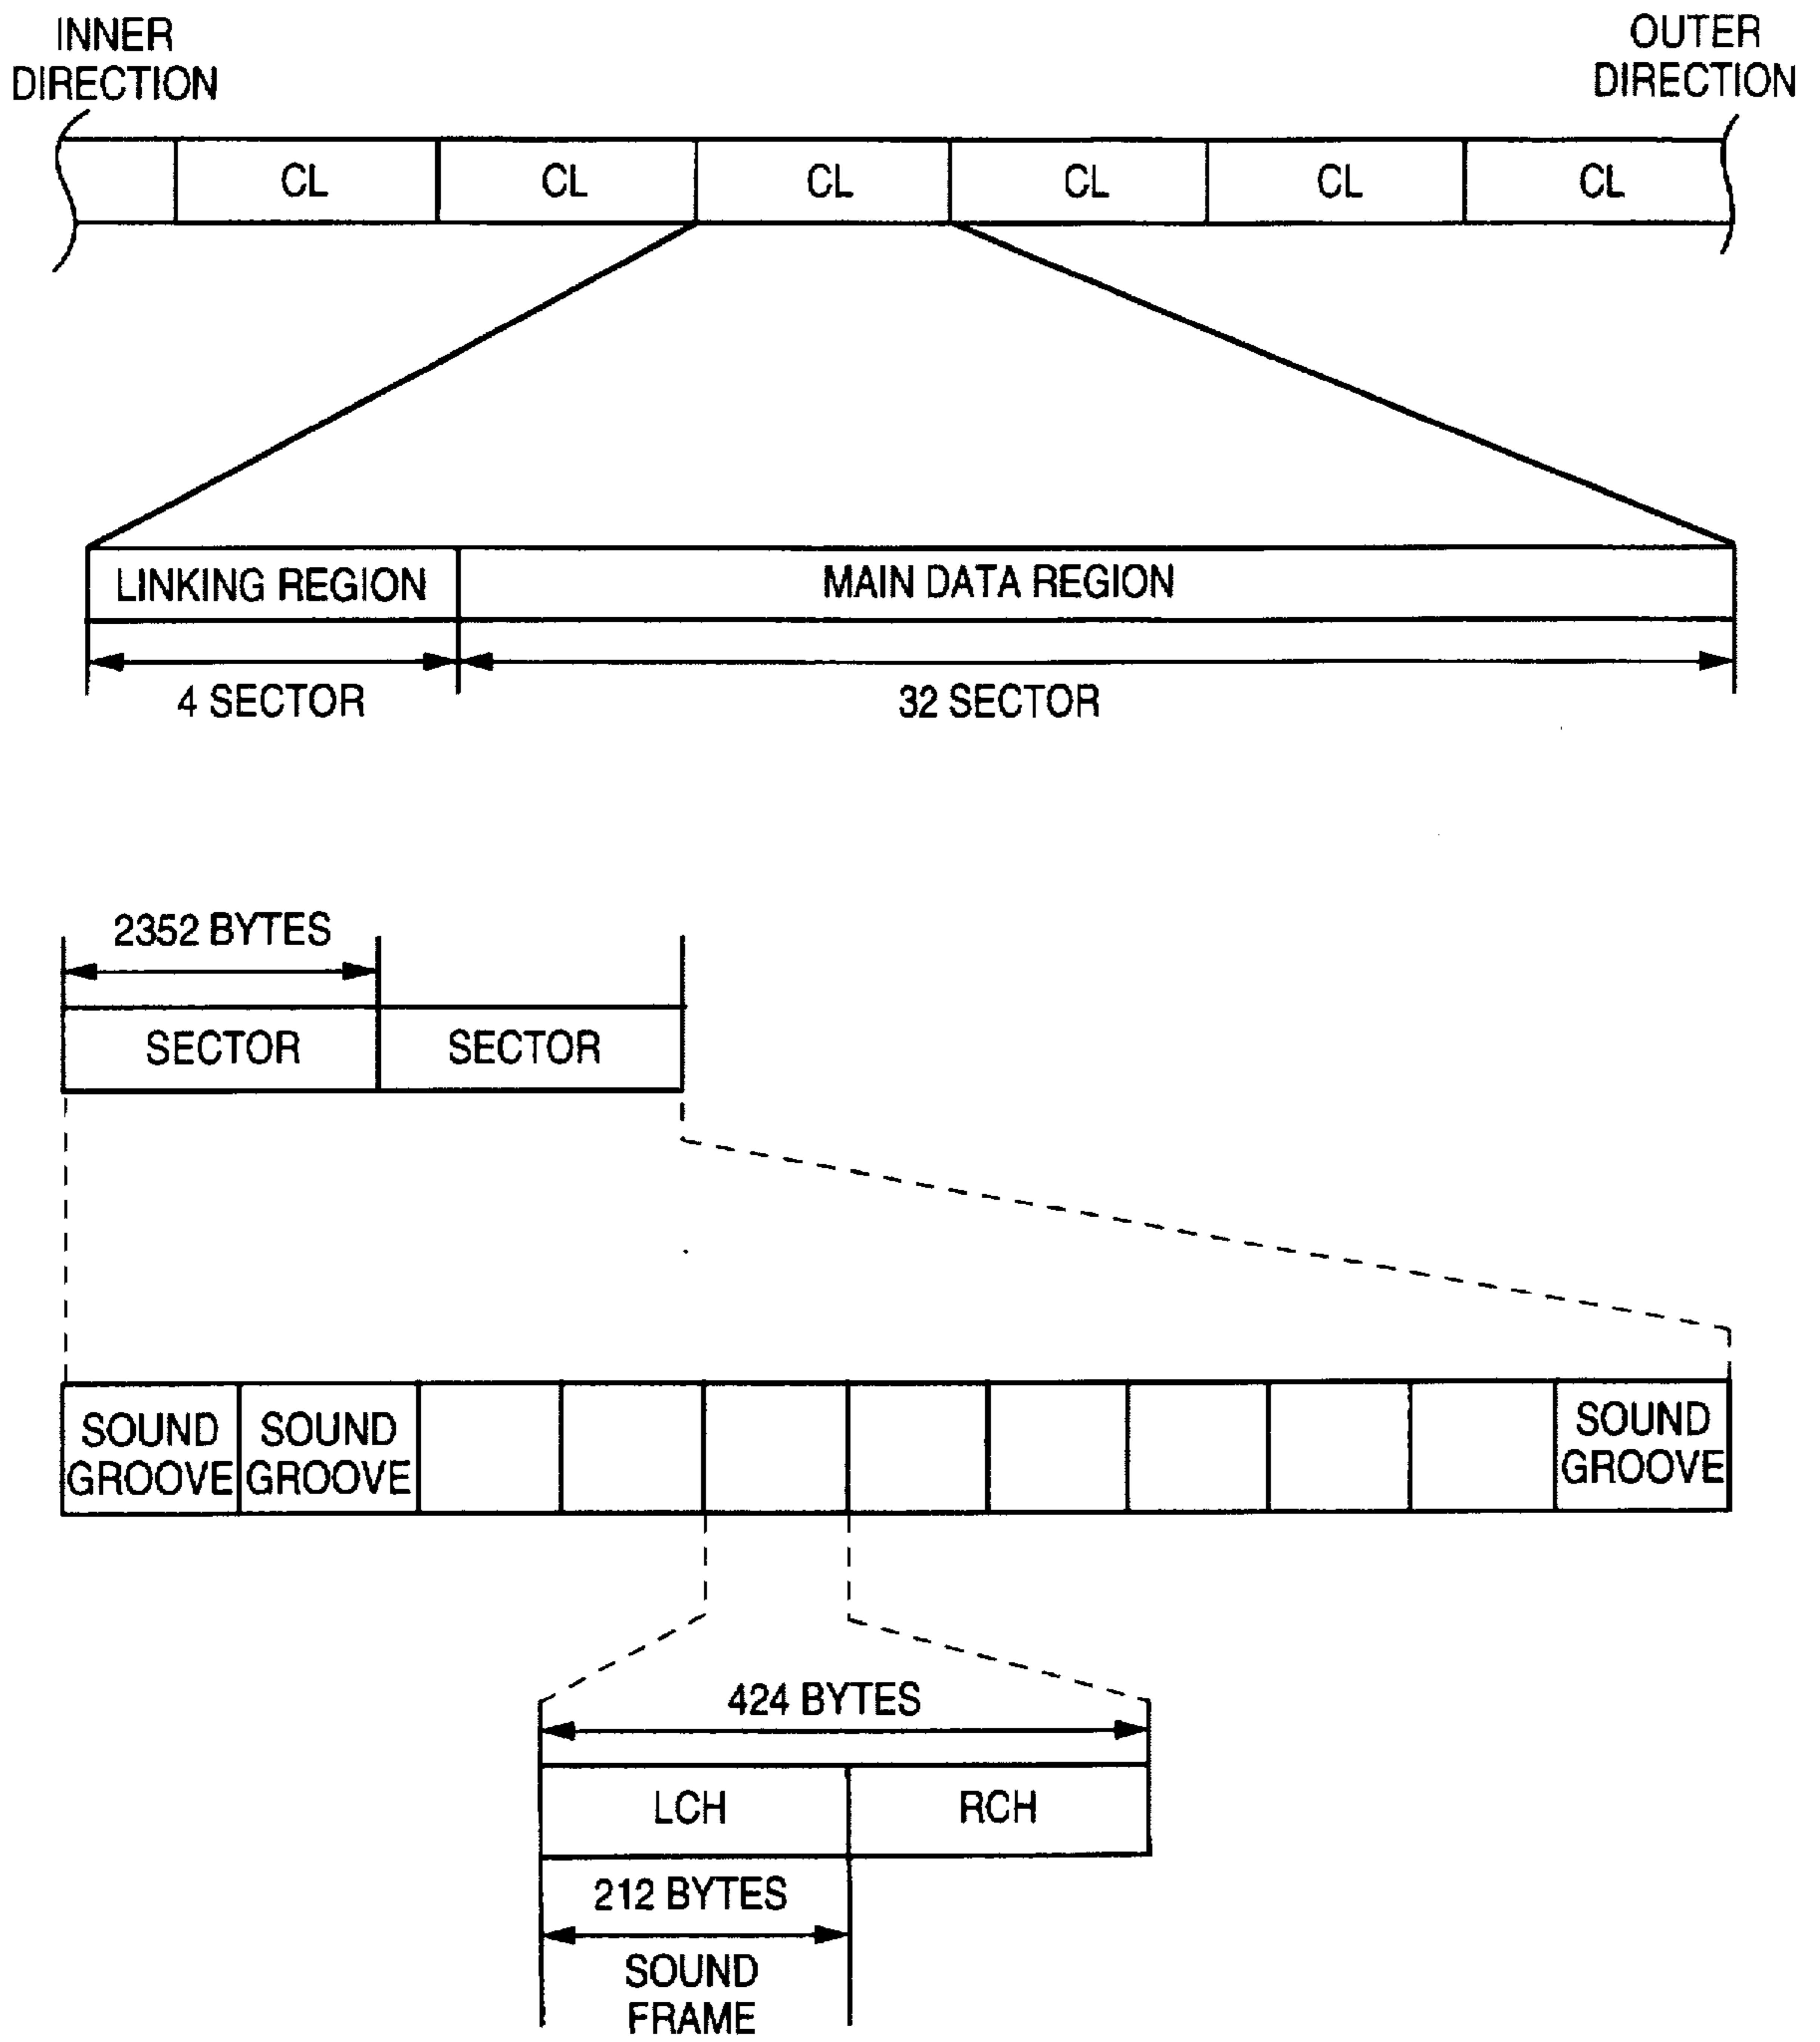 INNER
DIRECTION
OUTER
DIRECTION
CL
CL
CL
CL
CL
CL
LINKING REGION
MAIN DATA REGION
4 SECTOR
32 SECTOR
2352 BYTES
SECTOR
SECTOR
SOUND
GROOVE
SOUND
GROOVE
SOUND
GROOVE
424 BYTES
LCH
RCH
212 BYTES
SOUND
FRAME